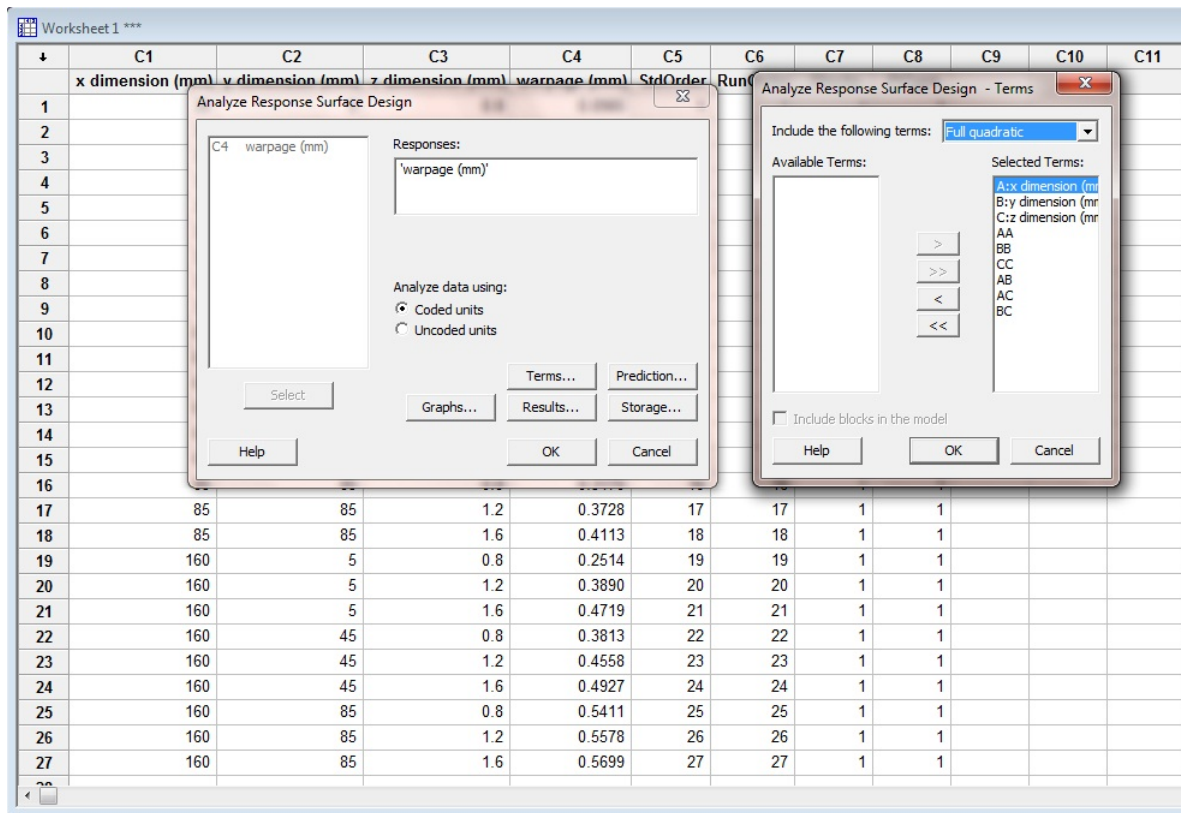 Worksheet 1 ***
C1 C2 C3 C4 C5 C6 C7 C8 C9 C10 C11
x dimension (mm) y dimension (mm) z dimension (mm) warpage (mm) StdOrder
Analyze Response Surface Design
C4 warpage (mm)
Responses:
'warpage (mm)'
Analyze data using:
Coded units
Uncoded units
Terms... Prediction...
Select
Graphs... Results... Storage...
Help OK Cancel
Analyze Response Surface Design - Terms
Include the following terms: Full quadratic
Available Terms: Selected Terms:
A:x dimension (mm
B:y dimension (mm
C:z dimension (mm
AA
BB
CC
AB
AC
BC
>
>>
<
<<
Include blocks in the model
Help OK Cancel
1
2
3
4
5
6
7
8
9
10
11
12
13
14
15
16
17 85 85 1.2 0.3728 17 17 1 1
18 85 85 1.6 0.4113 18 18 1 1
19 160 5 0.8 0.2514 19 19 1 1
20 160 5 1.2 0.3890 20 20 1 1
21 160 5 1.6 0.4719 21 21 1 1
22 160 45 0.8 0.3813 22 22 1 1
23 160 45 1.2 0.4558 23 23 1 1
24 160 45 1.6 0.4927 24 24 1 1
25 160 85 0.8 0.5411 25 25 1 1
26 160 85 1.2 0.5578 26 26 1 1
27 160 85 1.6 0.5699 27 27 1 1